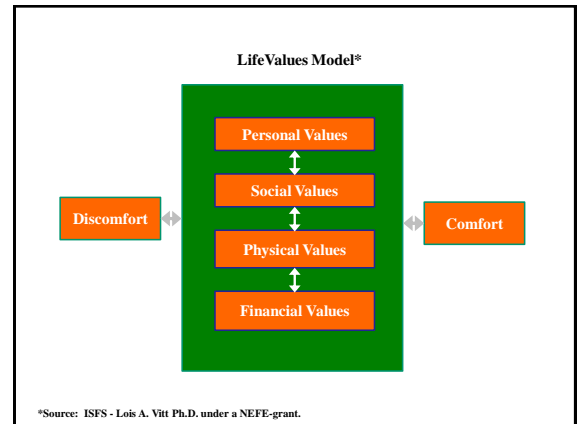 LifeValues Model*
Personal Values
Social Values
Discomfort
Comfort
Physical Values
Financial Values
*Source: ISFS - Lois A. Vitt Ph.D. under a NEFE-grant.